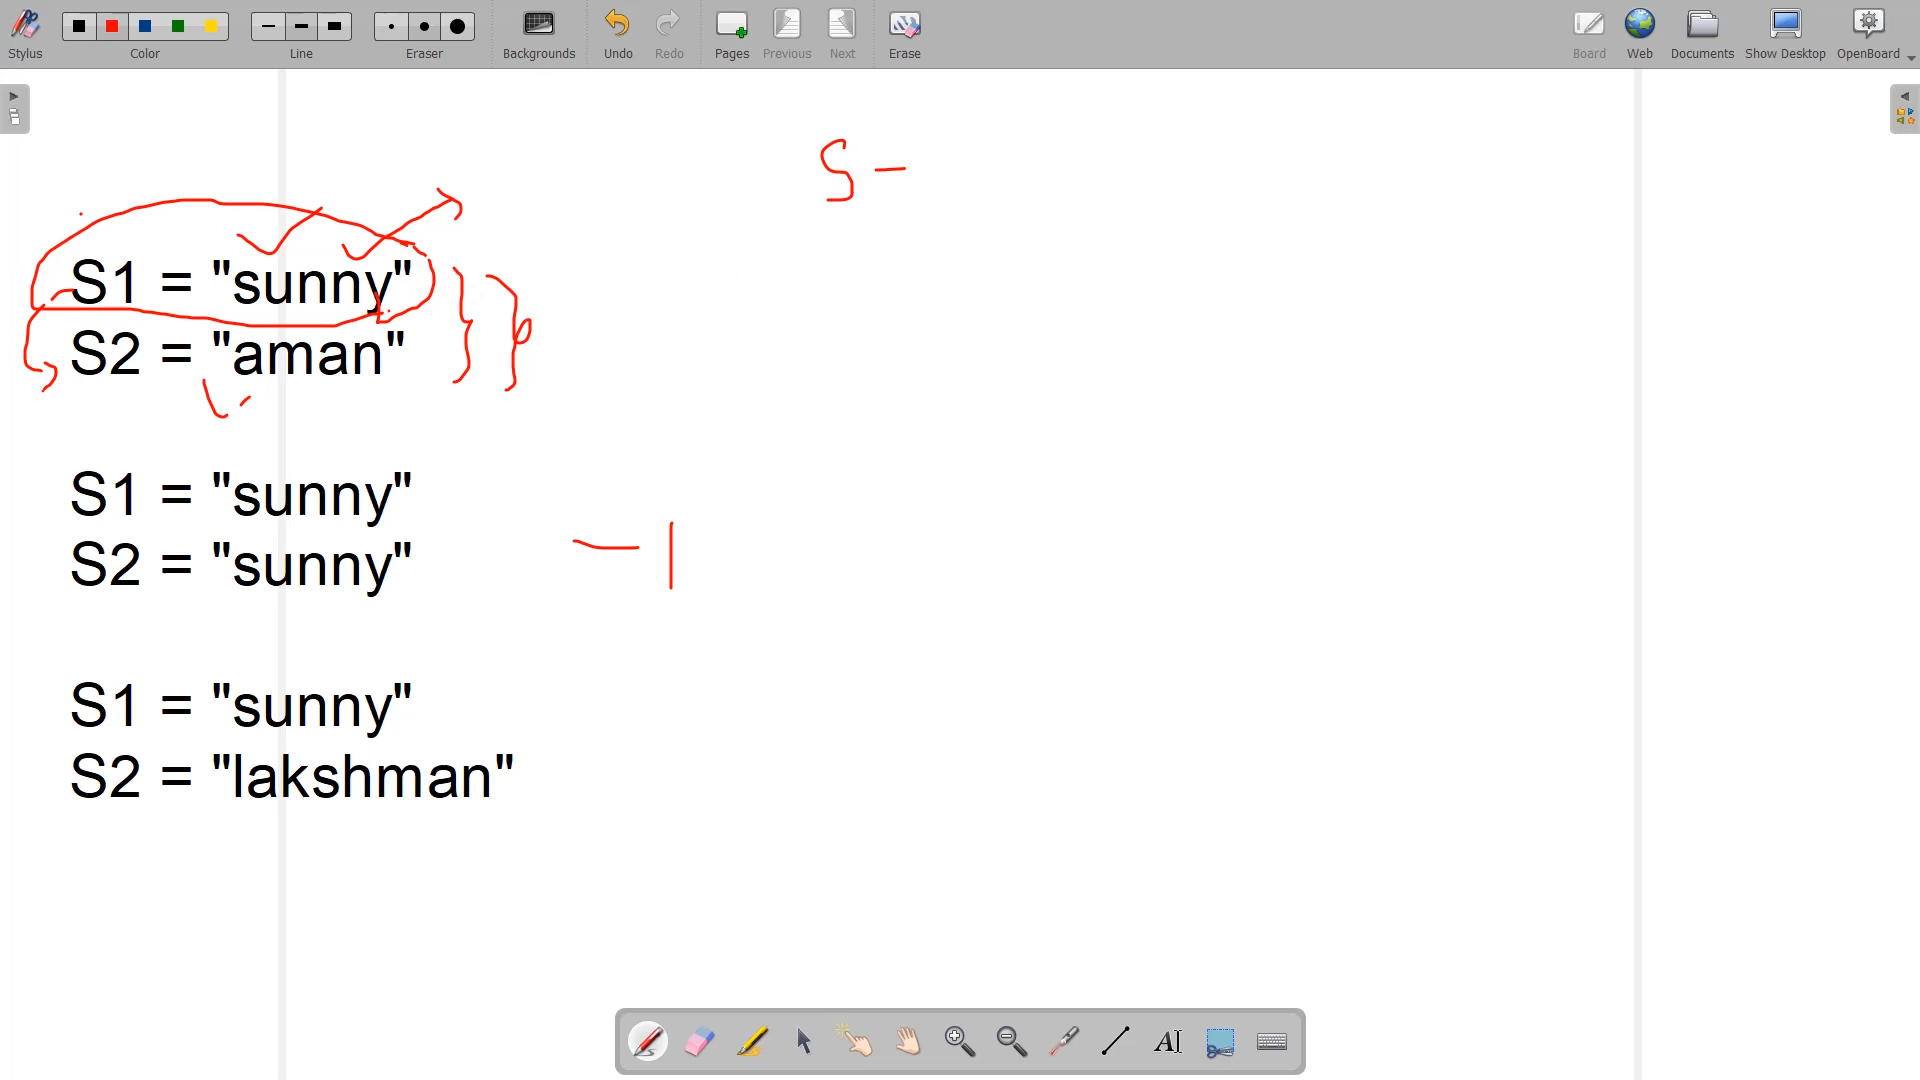 Stylus Color Line Eraser Backgrounds Undo Redo Pages Previous Next Erase Board Web Documents Show Desktop OpenBoard
S -
S1 = "sunny"
S2 = "aman"
S1 = "sunny"
S2 = "sunny"
-1
S1 = "sunny"
S2 = "lakshman"